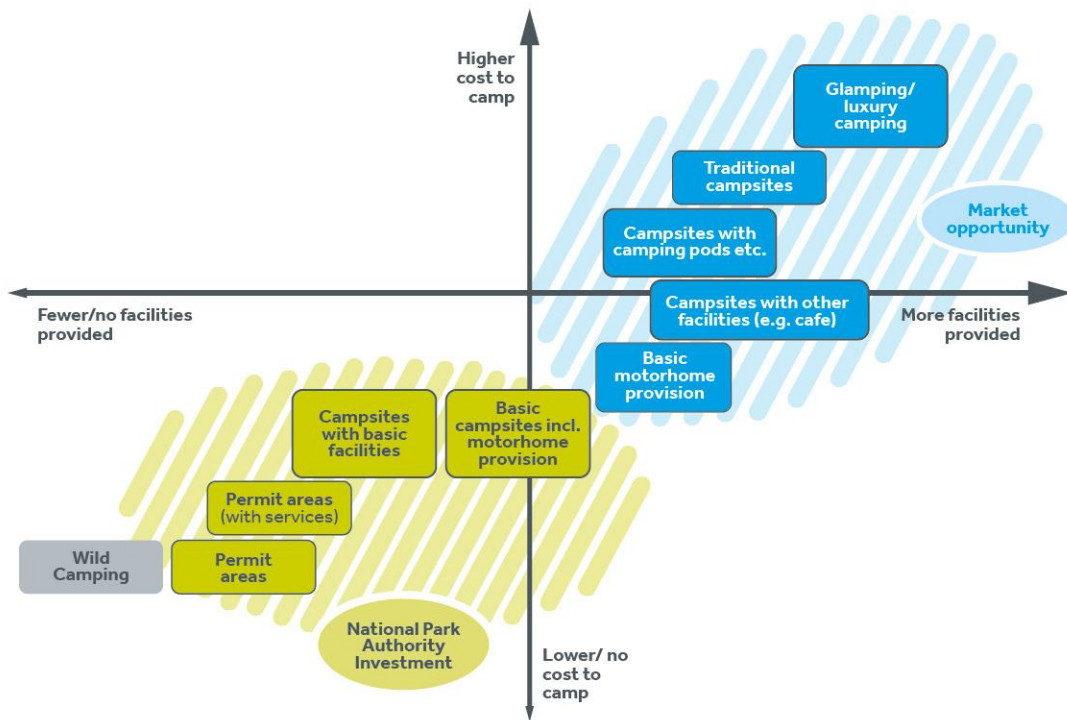 Higher
cost to
camp
Glamping/
luxury
camping
Traditional
campsites
Market
opportunity
Campsites with
camping pods etc.
Fewer/no facilities
provided
Campsites with other
facilities (e.g. cafe)
More facilities
provided
Basic
motorhome
provision
Campsites
with basic
facilities
Basic
campsites incl.
motorhome
provision
Permit areas
(with services)
Wild
Camping
Permit
areas
National Park
Authority
Investment
Lower/ no
cost to
camp